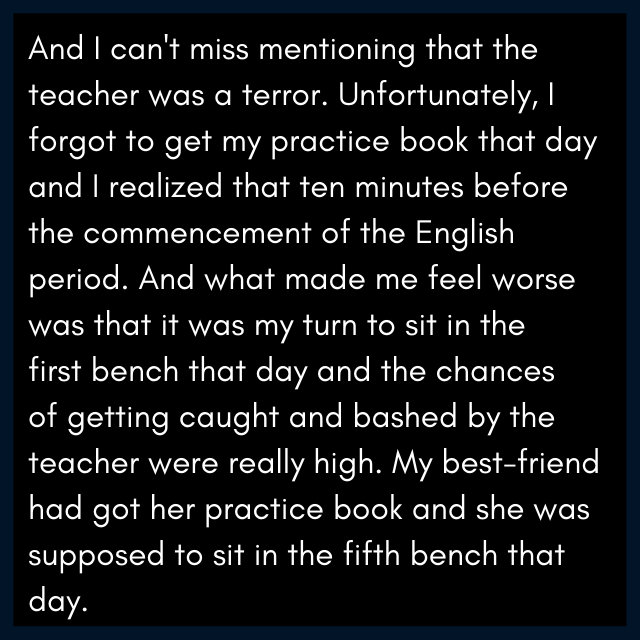 And I can't miss mentioning that the
teacher was a terror. Unfortunately, I
forgot to get my practice book that day
and I realized that ten minutes before
the commencement of the English
period. And what made me feel worse
was that it was my turn to sit in the
first bench that day and the chances
of getting caught and bashed by the
teacher were really high. My best-friend
had got her practice book and she was
supposed to sit in the fifth bench that
day.